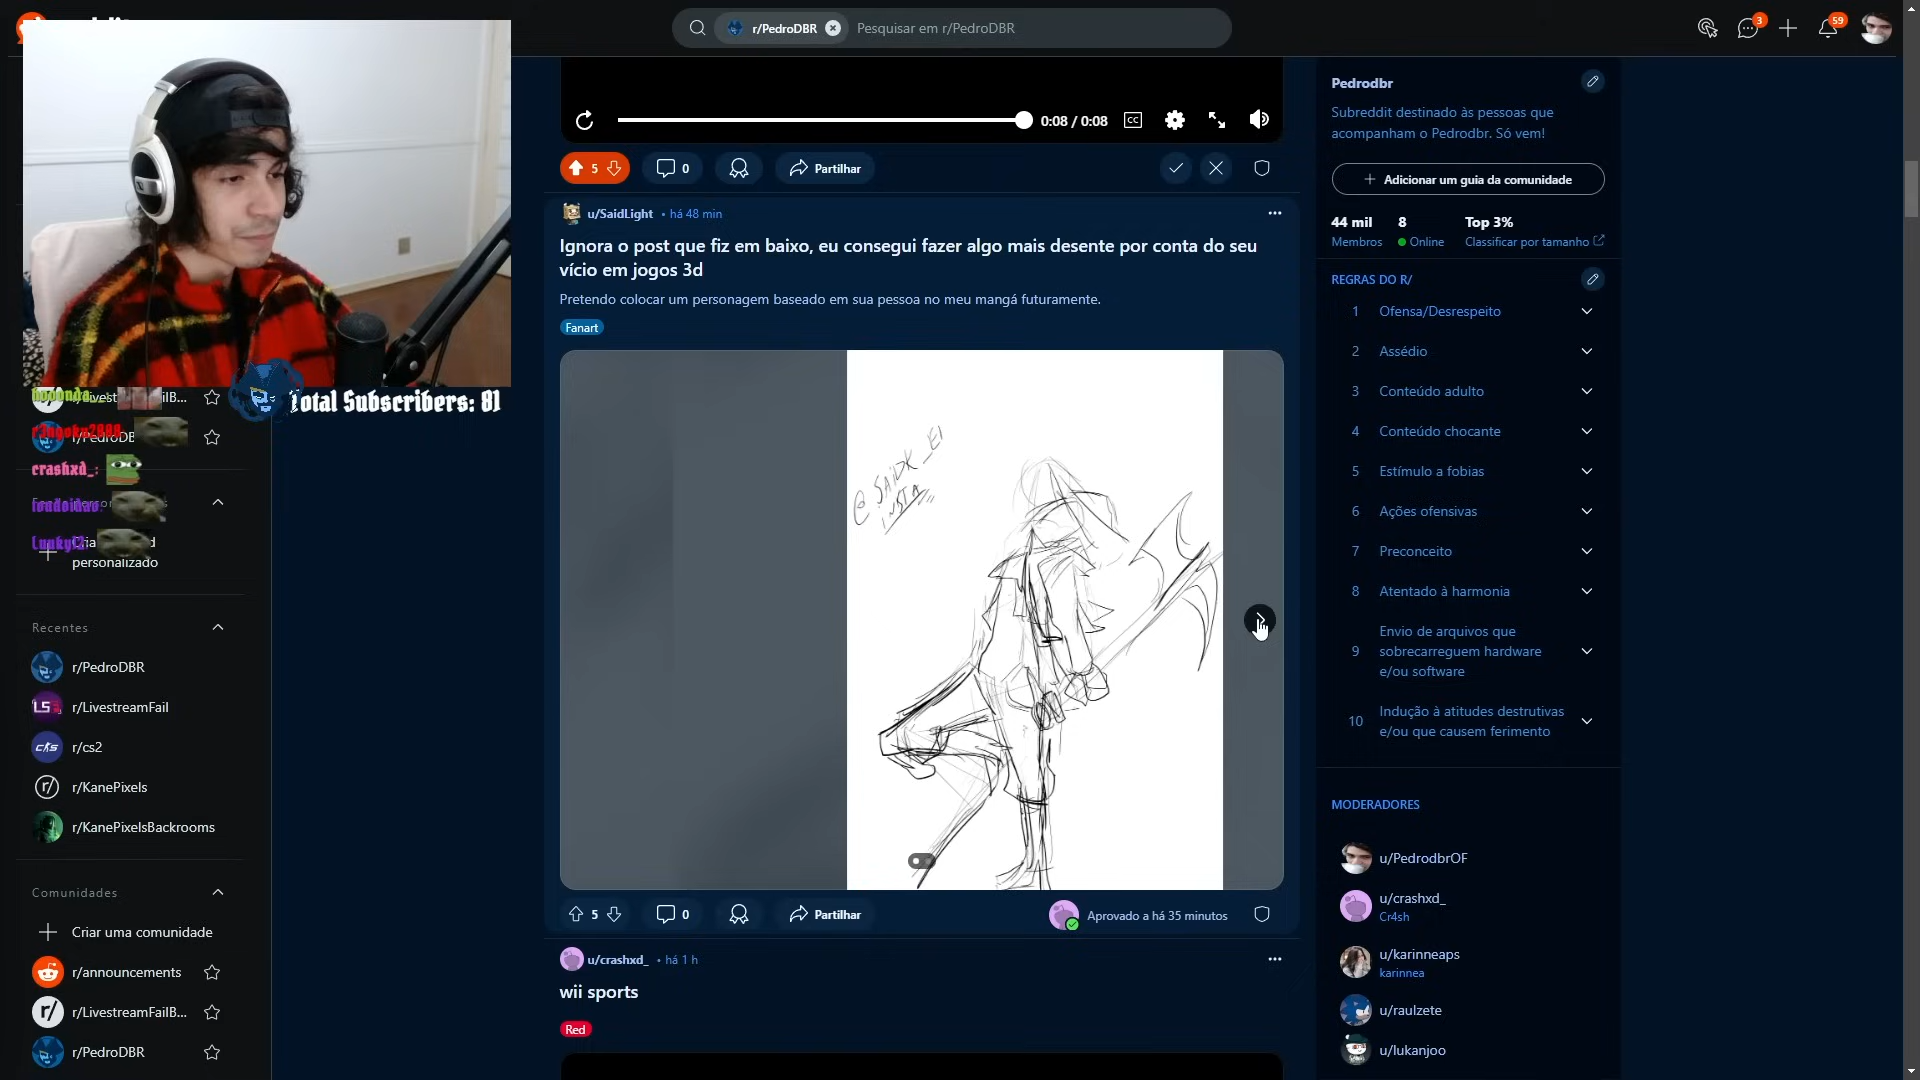 r/PedroDBR
Pesquisar em r/PedroDBR
3
59
0:08 / 0:08
CC
5
0
Partilhar
u/SaidLight • há 48 min
Ignora o post que fiz em baixo, eu consegui fazer algo mais desente por conta do seu
vício em jogos 3d
Pretendo colocar um personagem baseado em sua pessoa no meu mangá futuramente.
Fanart
@SAIDK_EI
INSTA
5
0
Partilhar
Aprovado a há 35 minutos
u/crashxd_ • há 1 h
wii sports
Red
Total Subscribers: 81
crashxd_:
personalizado
Recentes
r/PedroDBR
r/LivestreamFail
r/cs2
r/KanePixels
r/KanePixelsBackrooms
Comunidades
Criar uma comunidade
r/announcements
r/LivestreamFailB...
r/PedroDBR
Pedrodbr
Subreddit destinado às pessoas que
acompanham o Pedrodbr. Só vem!
Adicionar um guia da comunidade
44 mil
8
Top 3%
Membros
Online
Classificar por tamanho
REGRAS DO R/
1 Ofensa/Desrespeito
2 Assédio
3 Conteúdo adulto
4 Conteúdo chocante
5 Estímulo a fobias
6 Ações ofensivas
7 Preconceito
8 Atentado à harmonia
9 Envio de arquivos que
sobrecarreguem hardware
e/ou software
10 Indução à atitudes destrutivas
e/ou que causem ferimento
MODERADORES
u/PedrodbrOF
u/crashxd_
Cr4sh
u/karinneaps
karinnea
u/raulzete
u/lukanjoo